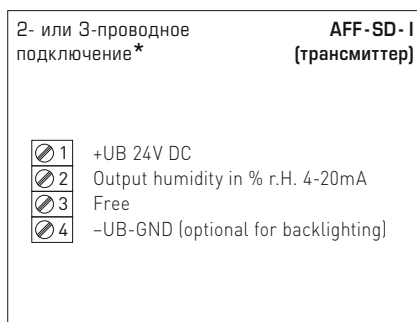 2- или 3-проводное AFF-SD-I
подключение* (трансмиттер)
1 +UB 24V DC
2 Output humidity in % r.H. 4-20mA
3 Free
4 –UB-GND (optional for backlighting)